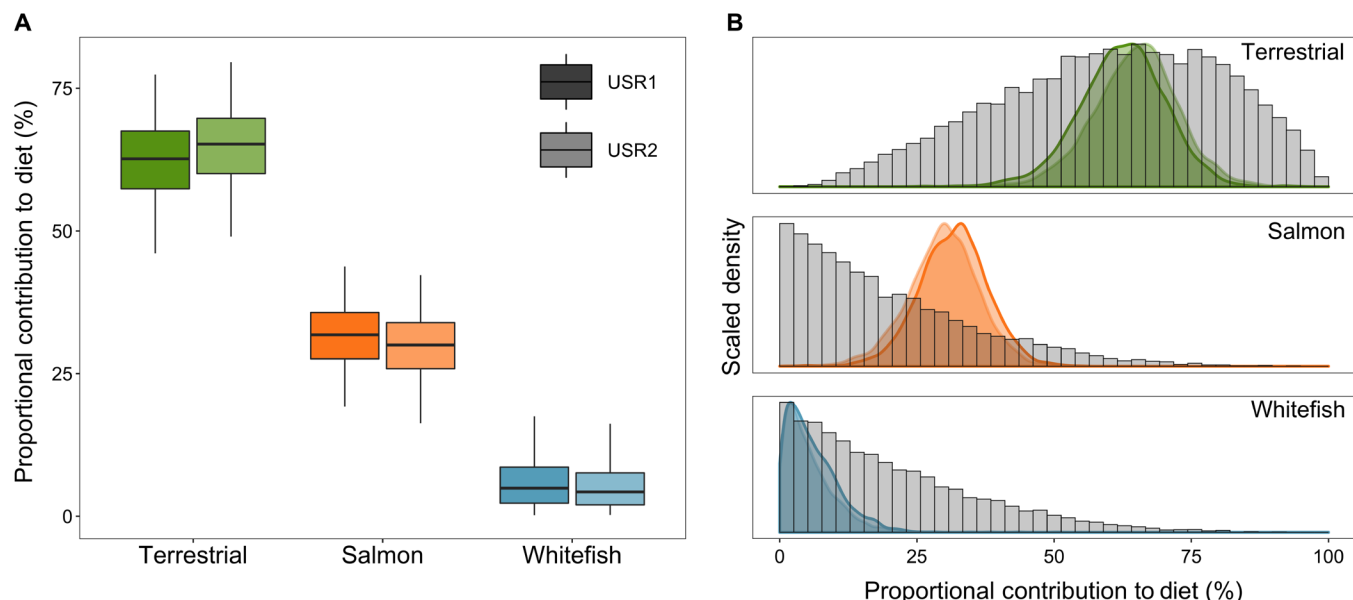 A
Proportional contribution to diet (%)
75
50
25
0
USR1
USR2
Terrestrial Salmon Whitefish
B
Scaled density
Terrestrial
Salmon
Whitefish
0 25 50 75 100
Proportional contribution to diet (%)